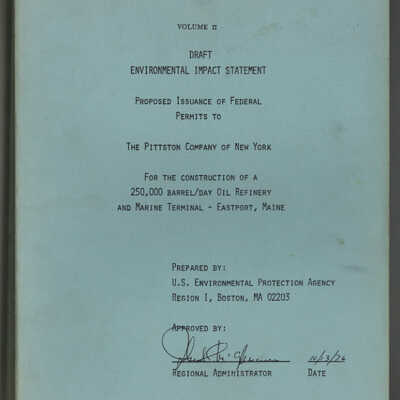 VOLUME II
DRAFT
ENVIRONMENTAL IMPACT STATEMENT
PROPOSED ISSUANCE OF FEDERAL
PERMITS TO
THE PITTSTON COMPANY OF NEW YORK
FOR THE CONSTRUCTION OF A
250,000 BARREL/DAY OIL REFINERY
AND MARINE TERMINAL - EASTPORT, MAINE
PREPARED BY:
U.S. ENVIRONMENTAL PROTECTION AGENCY
REGION I, BOSTON, MA 02203
APPROVED BY:
REGIONAL ADMINISTRATOR DATE